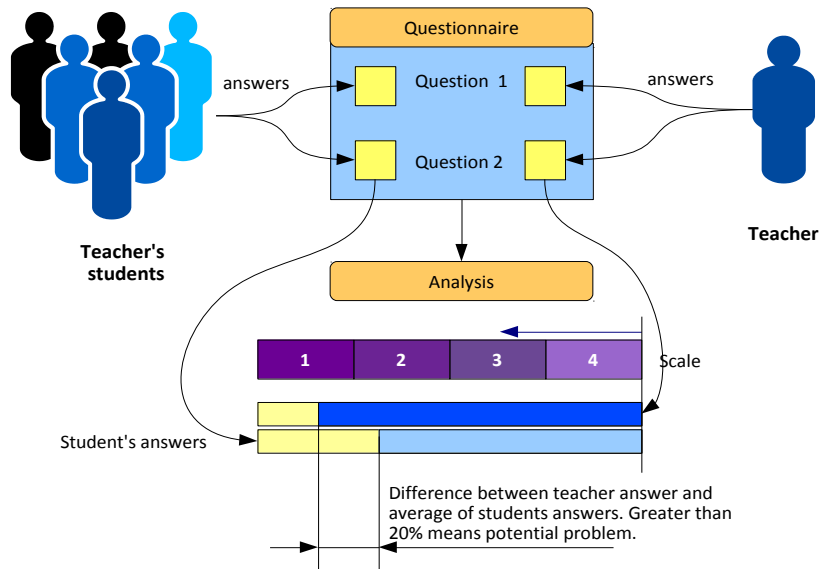 Questionnaire
answers
Question 1
answers
Question 2
Teacher's
students
Teacher
Analysis
1 2 3 4
Scale
Student's answers
Difference between teacher answer and
average of students answers. Greater than
20% means potential problem.